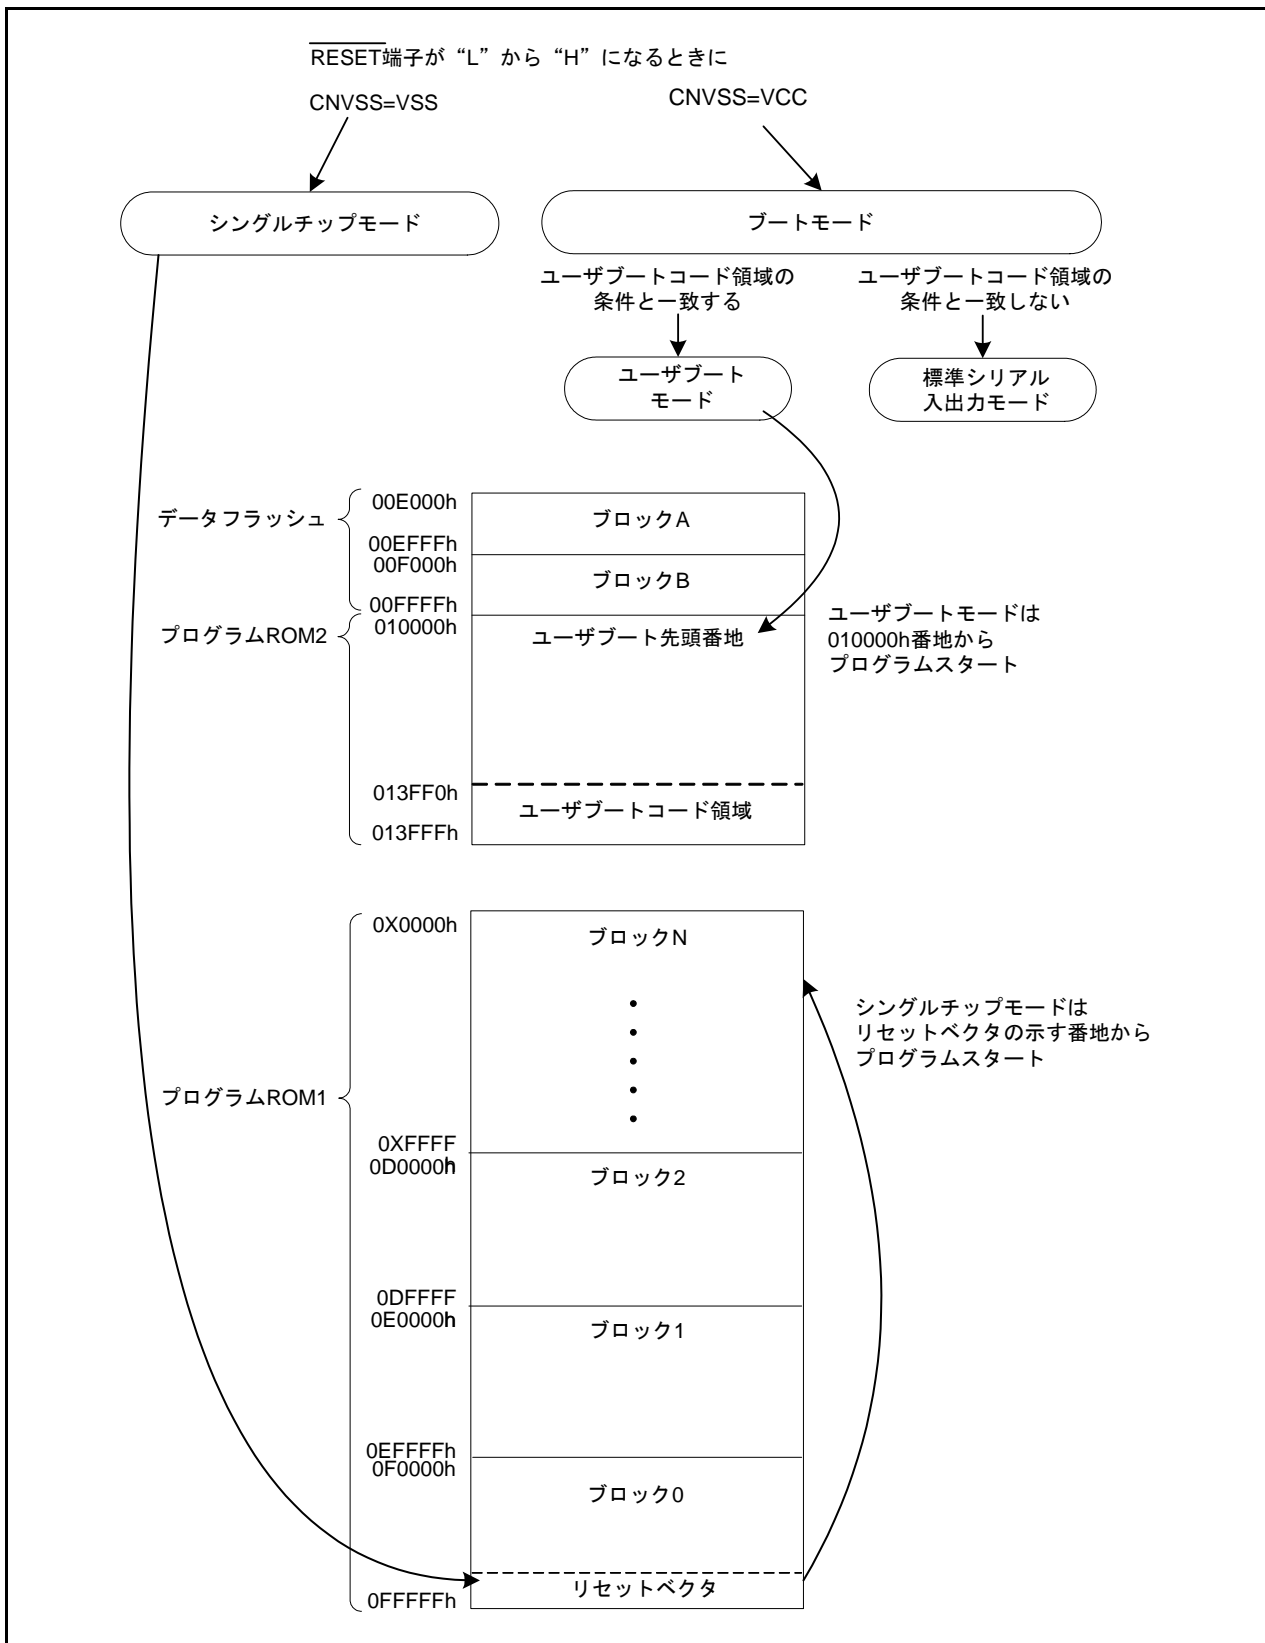 RESET端子が“L”から“H”になるときに
CNVSS=VSS
CNVSS=VCC
シングルチップモード
ブートモード
ユーザブートコード領域の
条件と一致する
ユーザブートコード領域の
条件と一致しない
ユーザブート
モード
標準シリアル
入出力モード
データフラッシュ
00E000h
ブロックA
00EFFFh
00F000h
ブロックB
00FFFFh
プログラムROM2
010000h
ユーザブート先頭番地
ユーザブートモードは
010000h番地から
プログラムスタート
013FF0h
ユーザブートコード領域
013FFFh
0X0000h
ブロックN
シングルチップモードは
リセットベクタの示す番地から
プログラムスタート
プログラムROM1
0XFFFF
0D0000h
ブロック2
0DFFFF
0E0000h
ブロック1
0EFFFFh
0F0000h
ブロック0
リセットベクタ
0FFFFFh